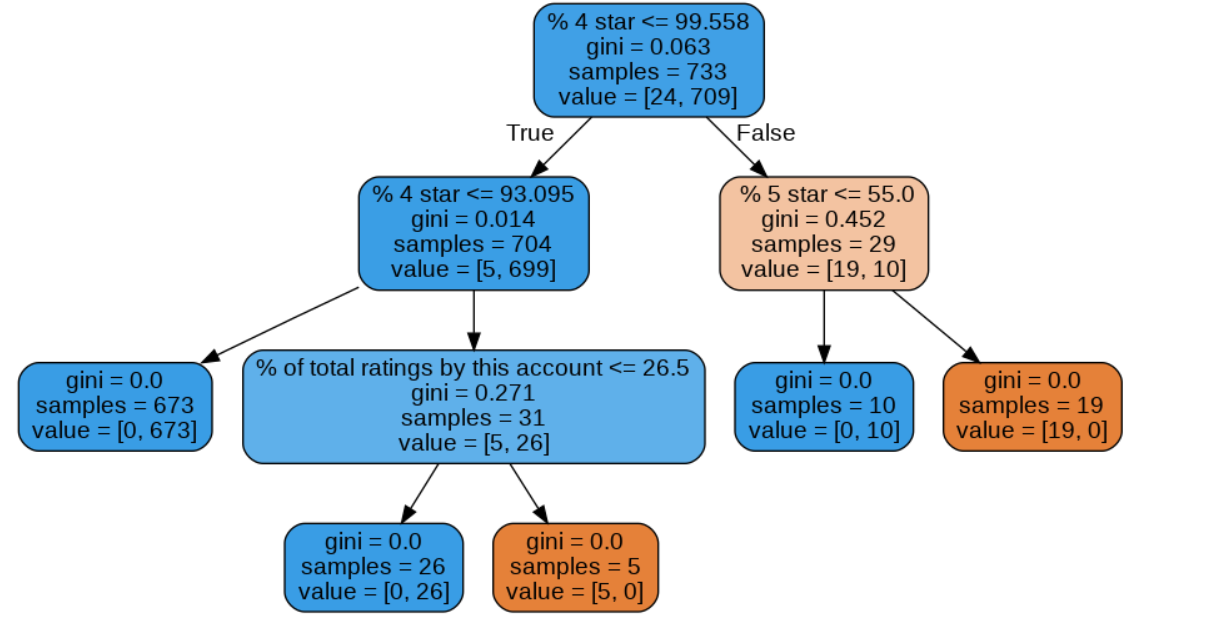 % 4 star <= 99.558
gini = 0.063
samples = 733
value = [24, 709]
True
False
% 4 star <= 93.095
gini = 0.014
samples = 704
value = [5, 699]
% 5 star <= 55.0
gini = 0.452
samples = 29
value = [19, 10]
gini = 0.0
samples = 673
value = [0, 673]
% of total ratings by this account <= 26.5
gini = 0.271
samples = 31
value = [5, 26]
gini = 0.0
samples = 10
value = [0, 10]
gini = 0.0
samples = 19
value = [19, 0]
gini = 0.0
samples = 26
value = [0, 26]
gini = 0.0
samples = 5
value = [5, 0]